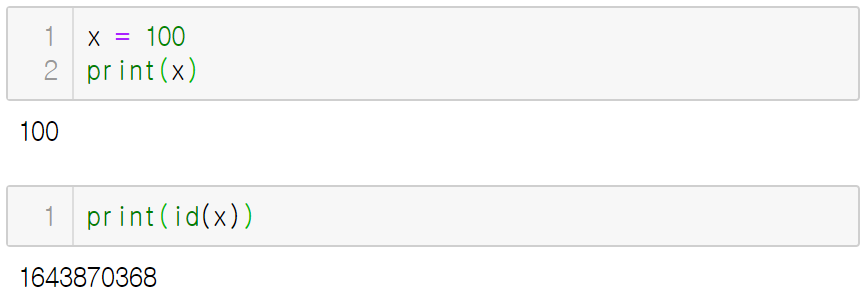 1 x = 100
2 print(x)
100
1 print(id(x))
1643870368